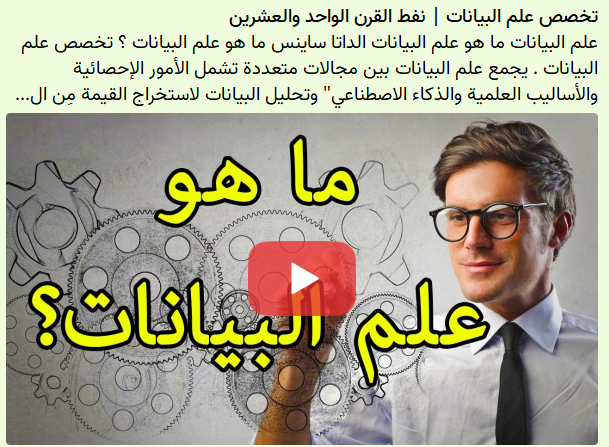 تخصص علم البيانات | نفط القرن الواحد والعشرين
علم البيانات ما هو علم البيانات الداتا ساينس ما هو علم البيانات ؟ تخصص علم
البيانات . يجمع علم البيانات بين مجالات متعددة تشمل الأمور الإحصائية
والأساليب العلمية والذكاء الاصطناعي" وتحليل البيانات لاستخراج القيمة مِن ال...
ما هو
علم البيانات؟